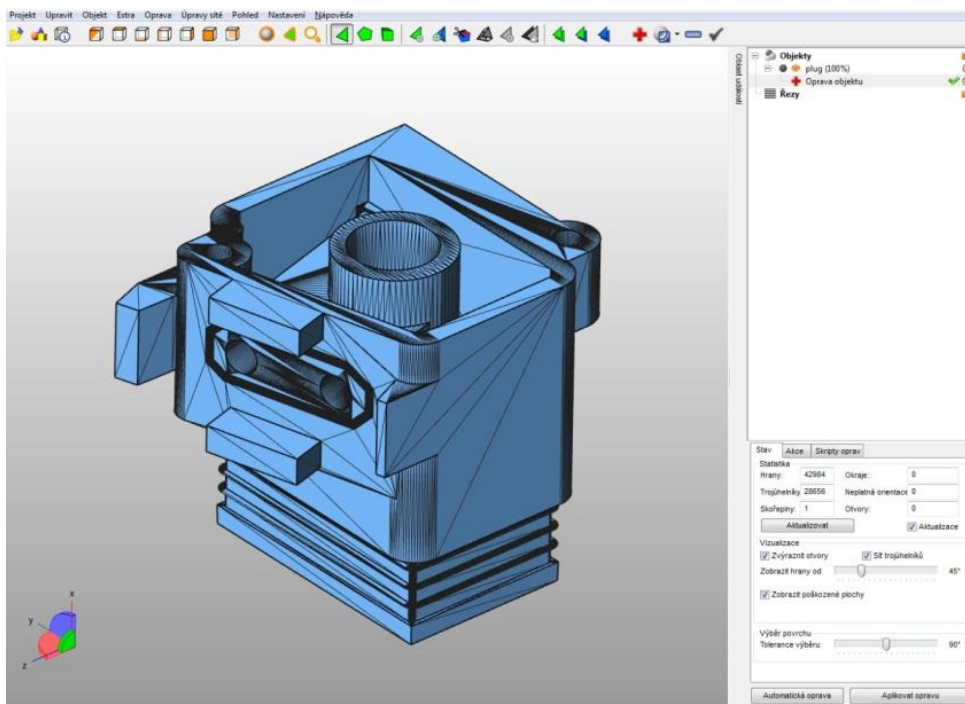 Projekt Upravit Objekt Extra Oprava Úpravy sítě Pohled Nastavení Nápověda
Oblast událostí
Objekty
plug (100%)
Oprava objektu
Řezy
x
y
z
Stav Akce Skripty oprav
Statistika
Hrany: 42984 Okraje: 0
Trojúhelníky 28656 Neplatná orientace 0
Skořepiny: 1 Otvory: 0
Aktualizovat Aktualizace
Vizualizace
Zvýraznit otvory Síť trojúhelníků
Zobrazit hrany od 45°
Zobrazit poškozené plochy
Výběr povrchu
Tolerance výběru: 90°
Automatická oprava Aplikovat opravu